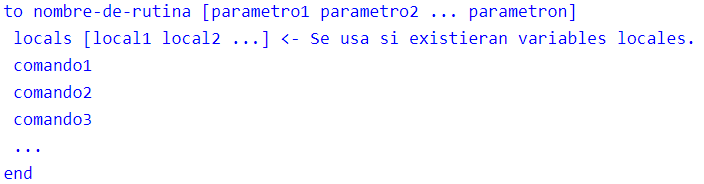 to nombre-de-rutina [parametro1 parametro2 ... parametron]
locals [local1 local2 ...] <- Se usa si existieran variables locales.
comando1
comando2
comando3
...
end